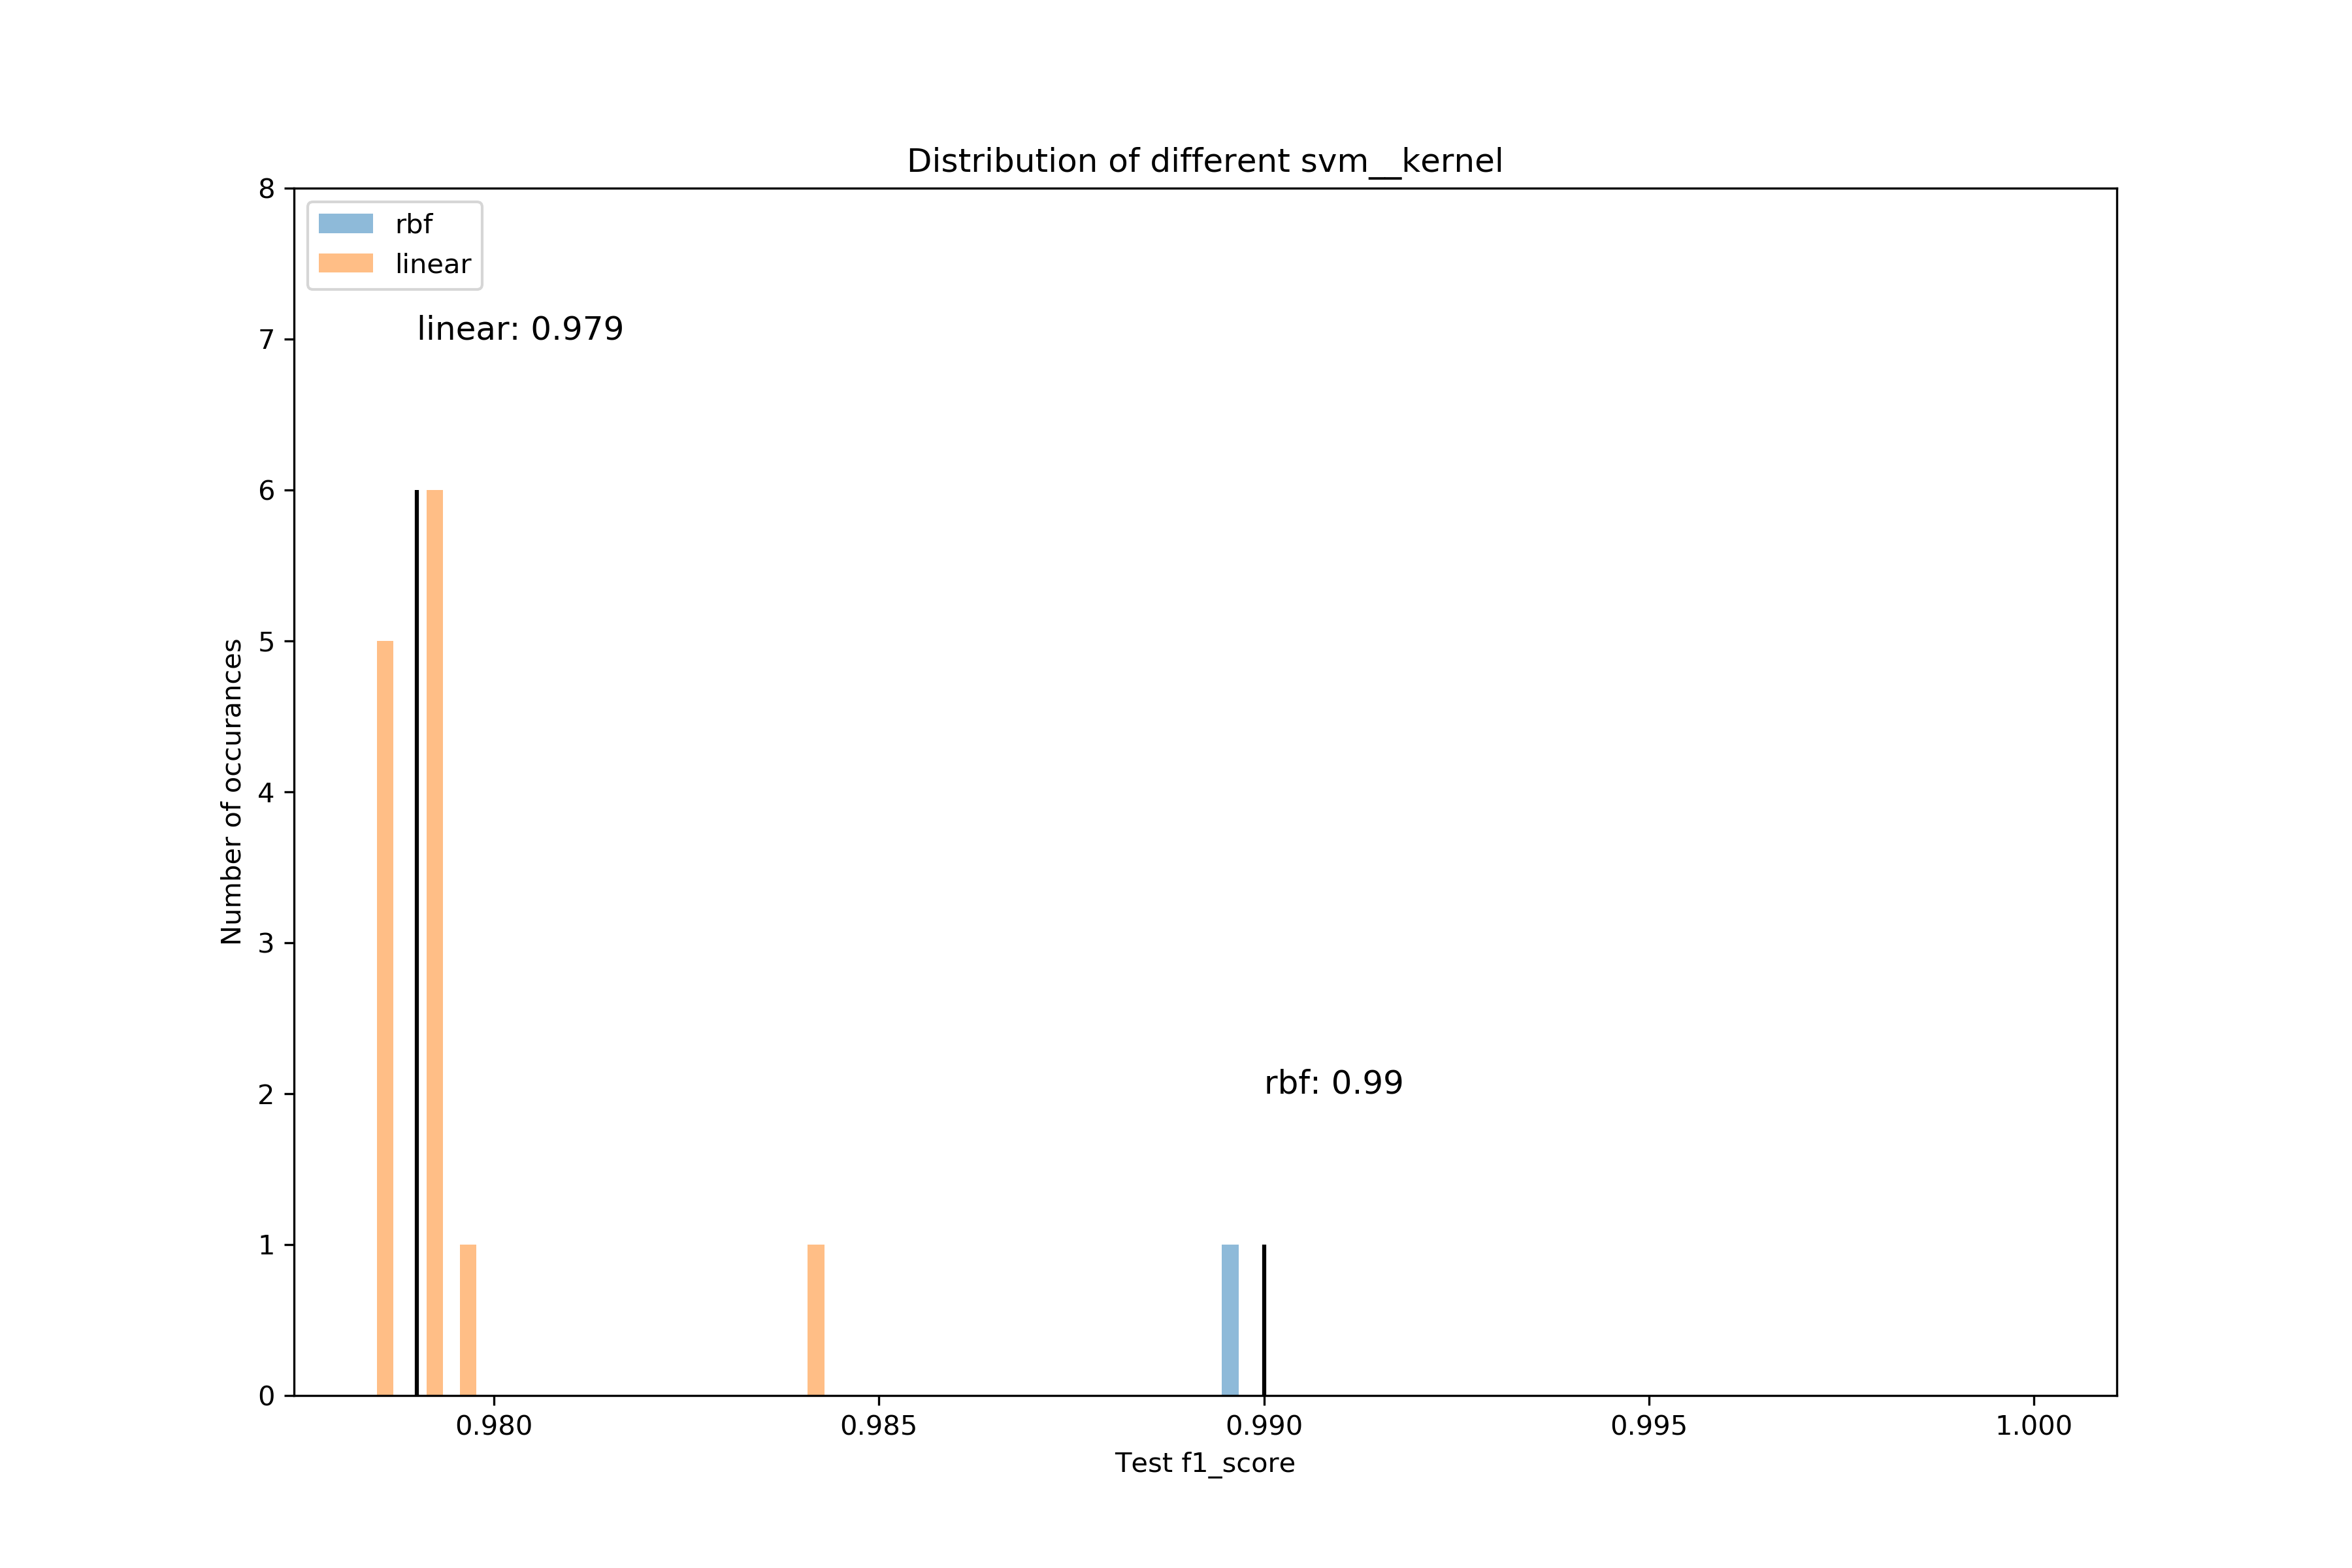 Distribution of different svm__kernel
rbf
linear
linear: 0.979
rbf: 0.99
8
7
6
5
4
3
2
1
0
Number of occurances
0.980 0.985 0.990 0.995 1.000
Test f1_score